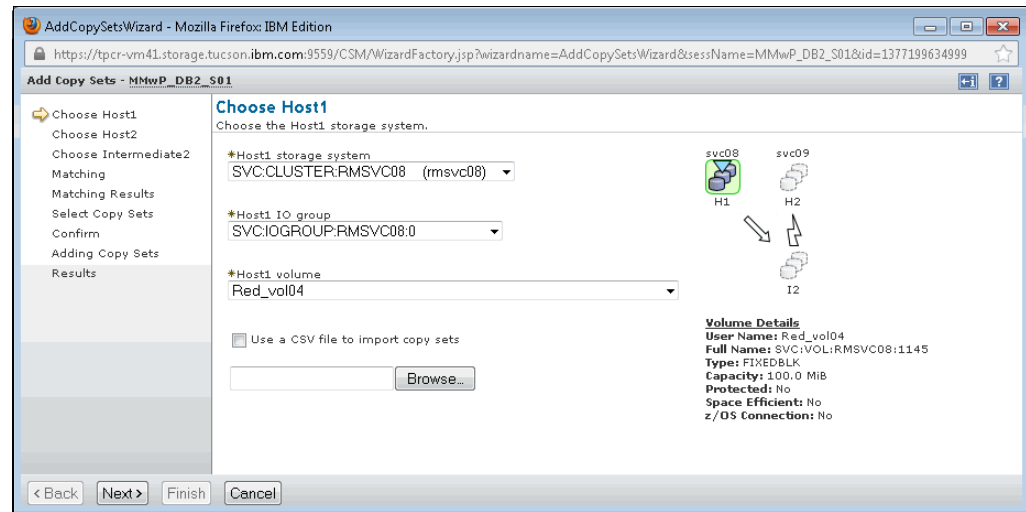 AddCopySetsWizard - Mozilla Firefox: IBM Edition
https://tpcr-vm41.storage.tucson.ibm.com:9559/CSM/WizardFactory.jsp?wizardname=AddCopySetsWizard&sessName=MMwP_DB2_S01&id=1377199634999
Add Copy Sets - MMwP_DB2_S01
Choose Host1
Choose Host2
Choose Intermediate2
Matching
Matching Results
Select Copy Sets
Confirm
Adding Copy Sets
Results
Choose Host1
Choose the Host1 storage system.
*Host1 storage system
SVC:CLUSTER:RMSVC08 (rmsvc08)
*Host1 IO group
SVC:IOGROUP:RMSVC08:0
*Host1 volume
Red_vol04
Use a CSV file to import copy sets
Browse...
svc08 svc09
H1 H2
I2
Volume Details
User Name: Red_vol04
Full Name: SVC:VOL:RMSVC08:1145
Type: FIXEDBLK
Capacity: 100.0 MiB
Protected: No
Space Efficient: No
z/OS Connection: No
< Back Next > Finish Cancel